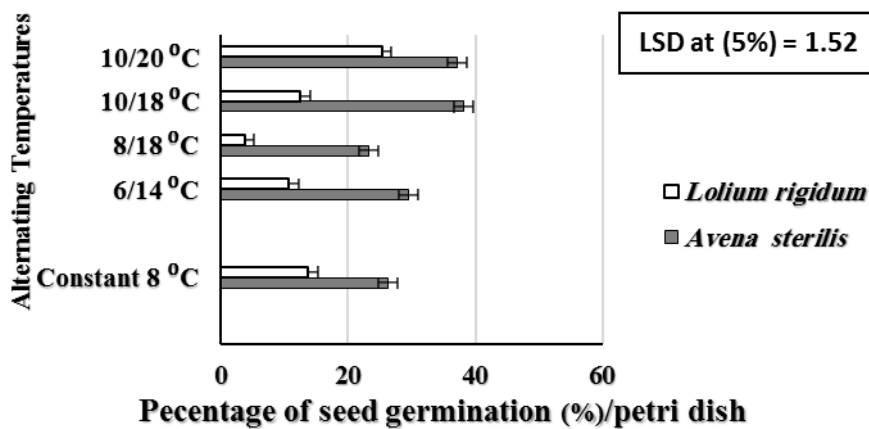 LSD at (5%) = 1.52
Alternating Temperatures
10/20 ⁰C
10/18 ⁰C
8/18 ⁰C
6/14 ⁰C
Constant 8 ⁰C
Lolium rigidum
Avena sterilis
0 20 40 60
Pecentage of seed germination (%)/petri dish